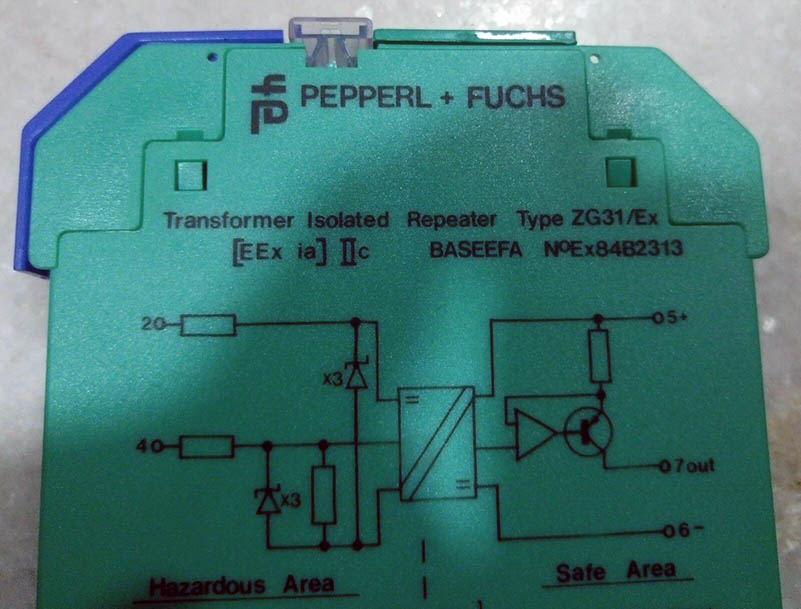 PEPPERL + FUCHS
Transformer Isolated Repeater Type ZG31/Ex
[EEx ia] IIc BASEEFA NºEx84B2313
2
5+
x3
=
4
7out
x3
=
6-
Hazardous Area
Safe Area